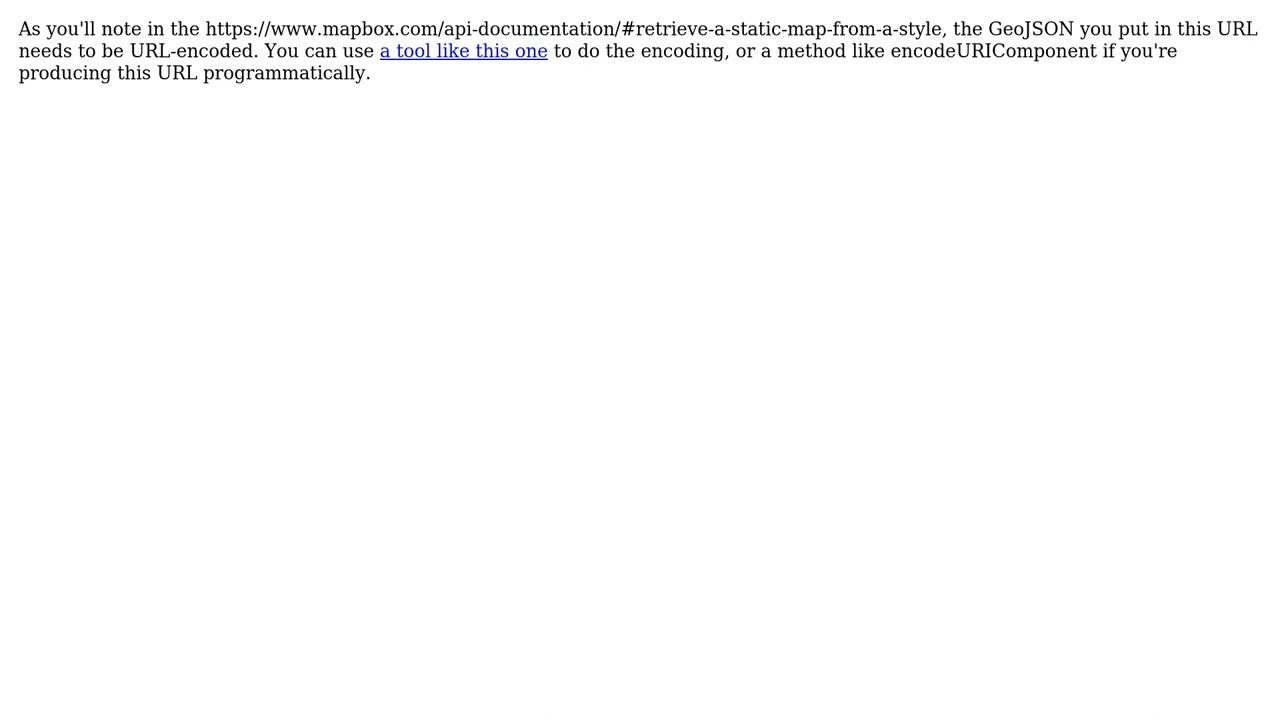 As you'll note in the https://www.mapbox.com/api-documentation/#retrieve-a-static-map-from-a-style, the GeoJSON you put in this URL
needs to be URL-encoded. You can use a tool like this one to do the encoding, or a method like encodeURIComponent if you're
producing this URL programmatically.